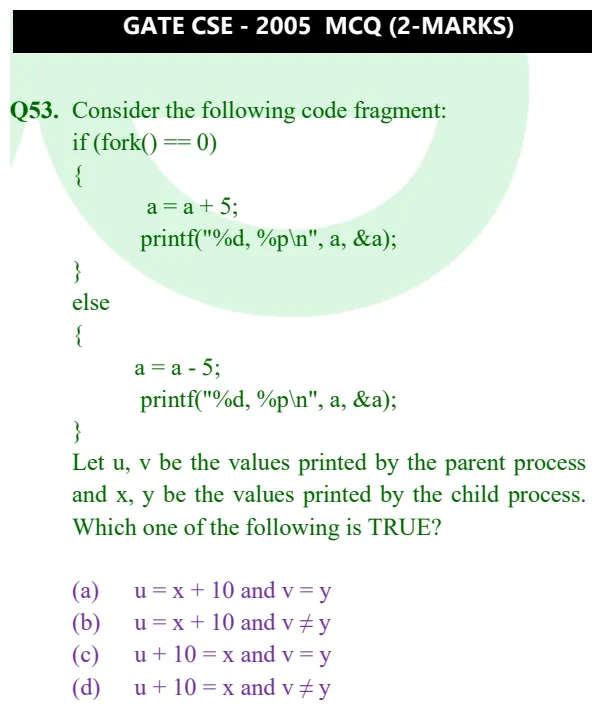 GATE CSE - 2005 MCQ (2-MARKS)
Q53. Consider the following code fragment:
if (fork() == 0)
{
a = a + 5;
printf("%d, %p\n", a, &a);
}
else
{
a = a - 5;
printf("%d, %p\n", a, &a);
}
Let u, v be the values printed by the parent process
and x, y be the values printed by the child process.
Which one of the following is TRUE?
(a) u = x + 10 and v = y
(b) u = x + 10 and v ≠ y
(c) u + 10 = x and v = y
(d) u + 10 = x and v ≠ y